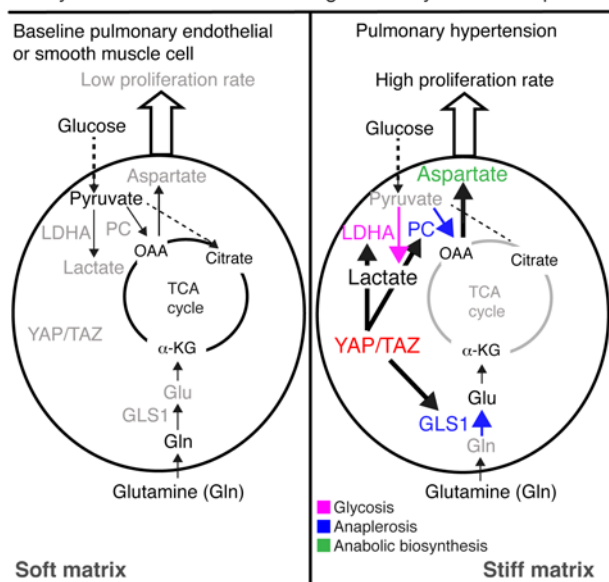 Baseline pulmonary endothelial
or smooth muscle cell
Low proliferation rate
Glucose
Aspartate
Pyruvate
LDHA
PC
OAA
Citrate
Lactate
TCA
cycle
YAP/TAZ
α-KG
Glu
GLS1
Gln
Glutamine (Gln)
Soft matrix
Pulmonary hypertension
High proliferation rate
Glucose
Aspartate
Pyruvate
LDHA
PC
OAA
Citrate
Lactate
TCA
cycle
YAP/TAZ
α-KG
Glu
GLS1
Gln
Glutamine (Gln)
Glycosis
Anaplerosis
Anabolic biosynthesis
Stiff matrix